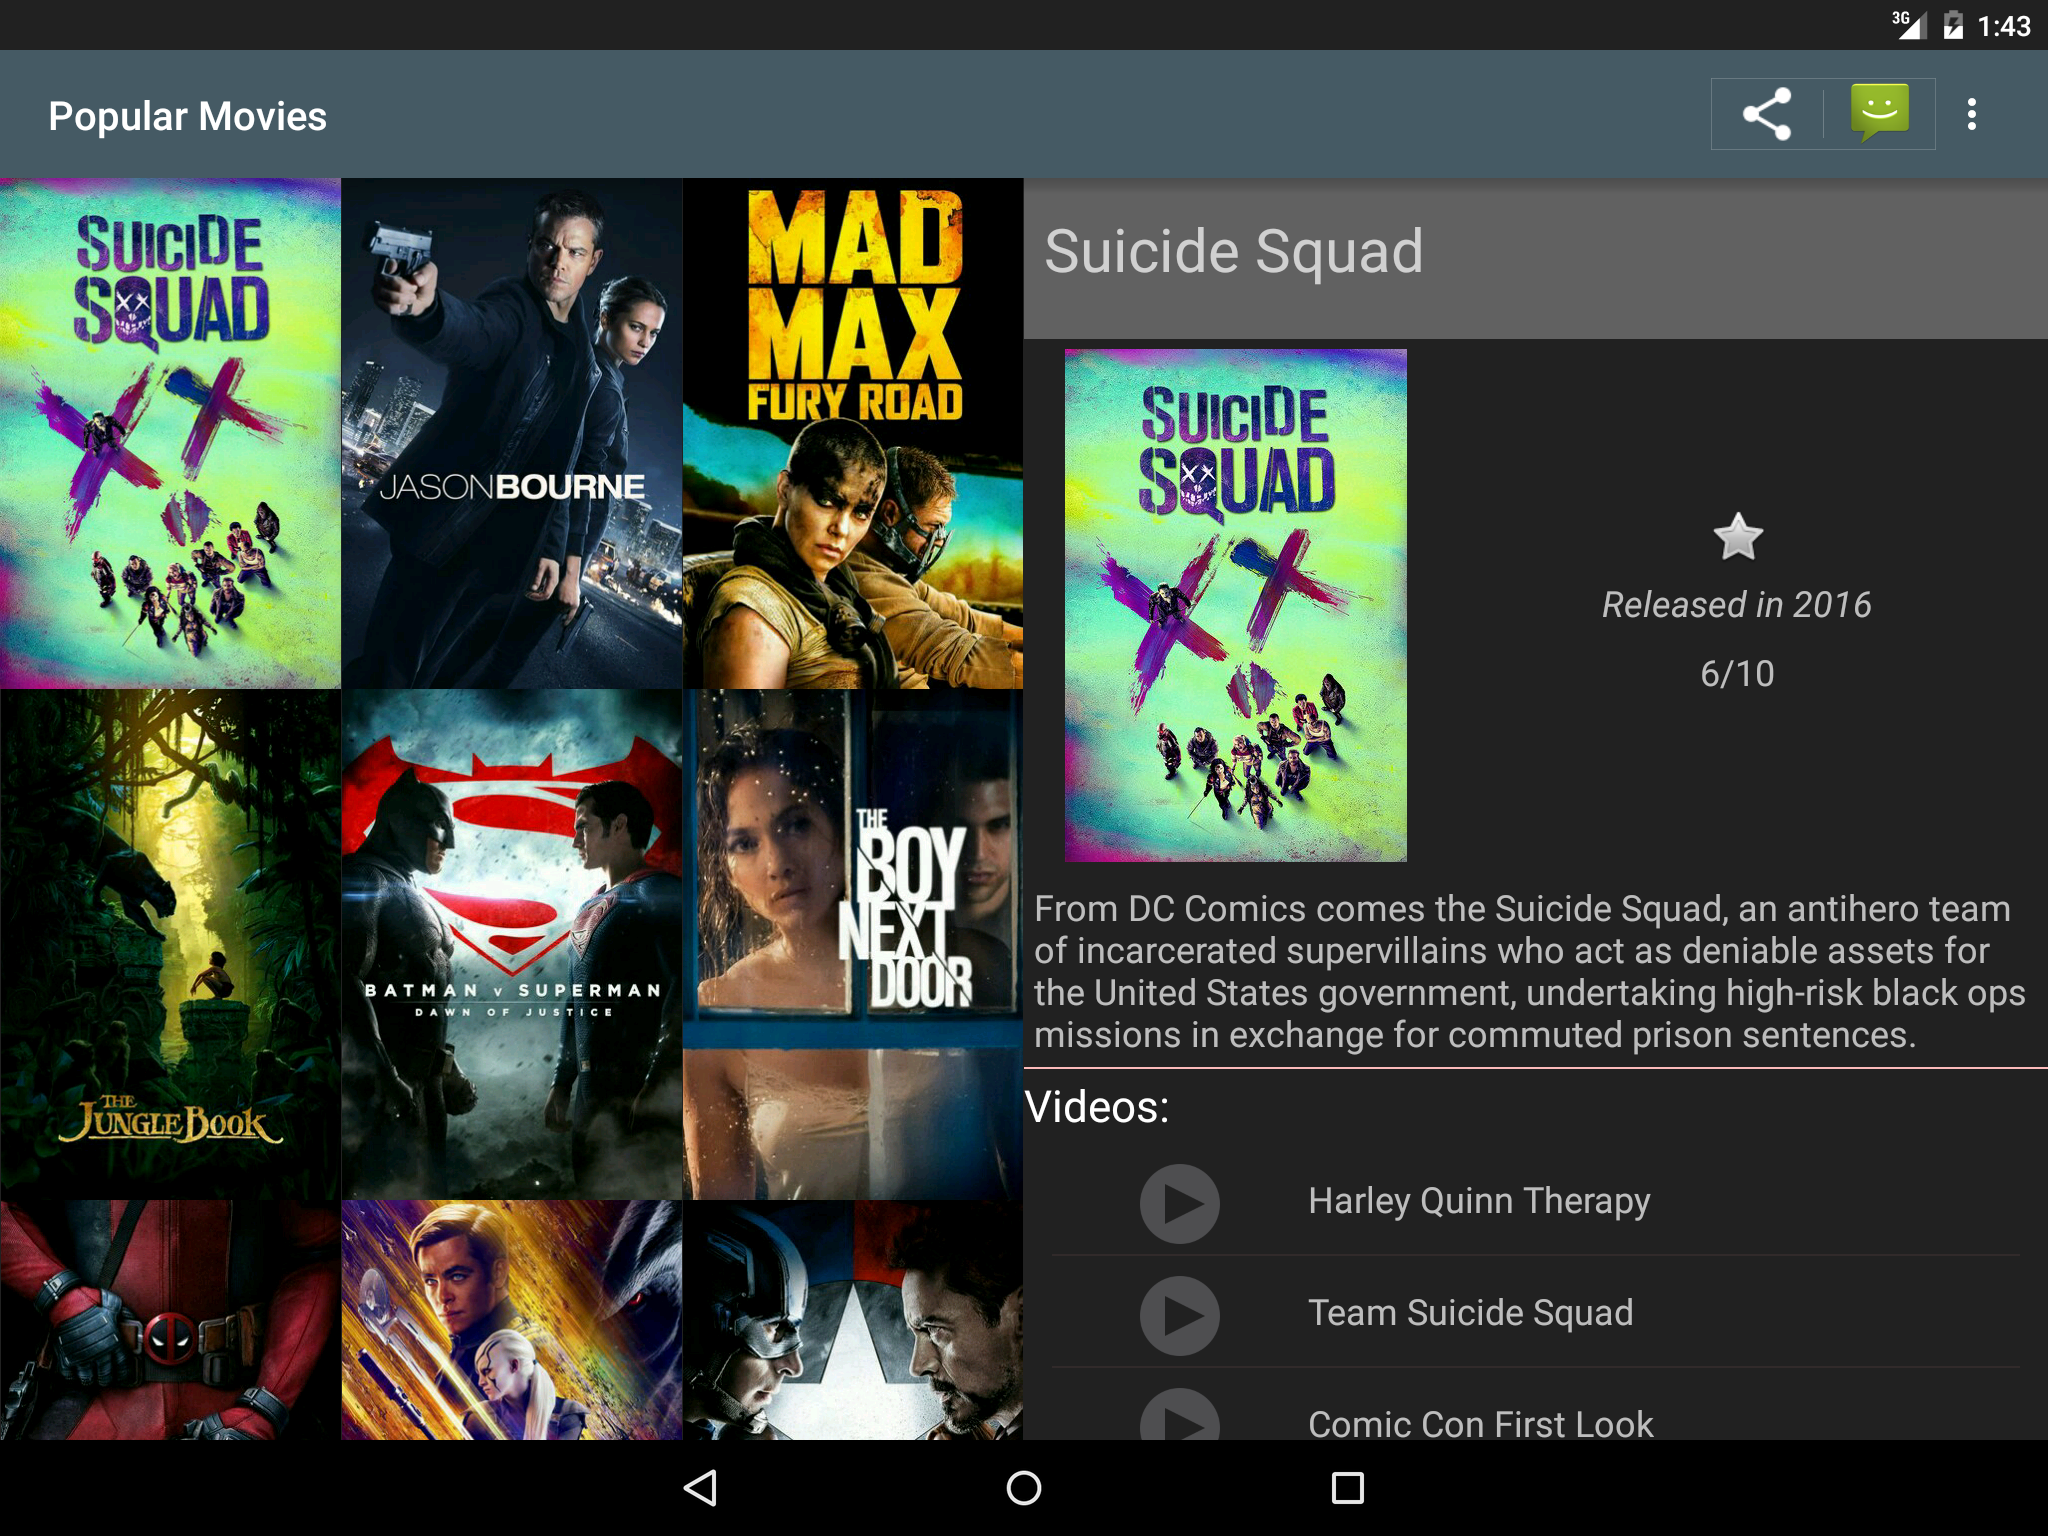 3G 1:43
Popular Movies
SUICIDE
SQUAD
JASON BOURNE
MAD
MAX
FURY ROAD
THE
JUNGLE BOOK
BATMAN v SUPERMAN
DAWN OF JUSTICE
THE
BOY
NEXT
DOOR
Suicide Squad
SUICIDE
SQUAD
Released in 2016
6/10
From DC Comics comes the Suicide Squad, an antihero team
of incarcerated supervillains who act as deniable assets for
the United States government, undertaking high-risk black ops
missions in exchange for commuted prison sentences.
Videos:
Harley Quinn Therapy
Team Suicide Squad
Comic Con First Look